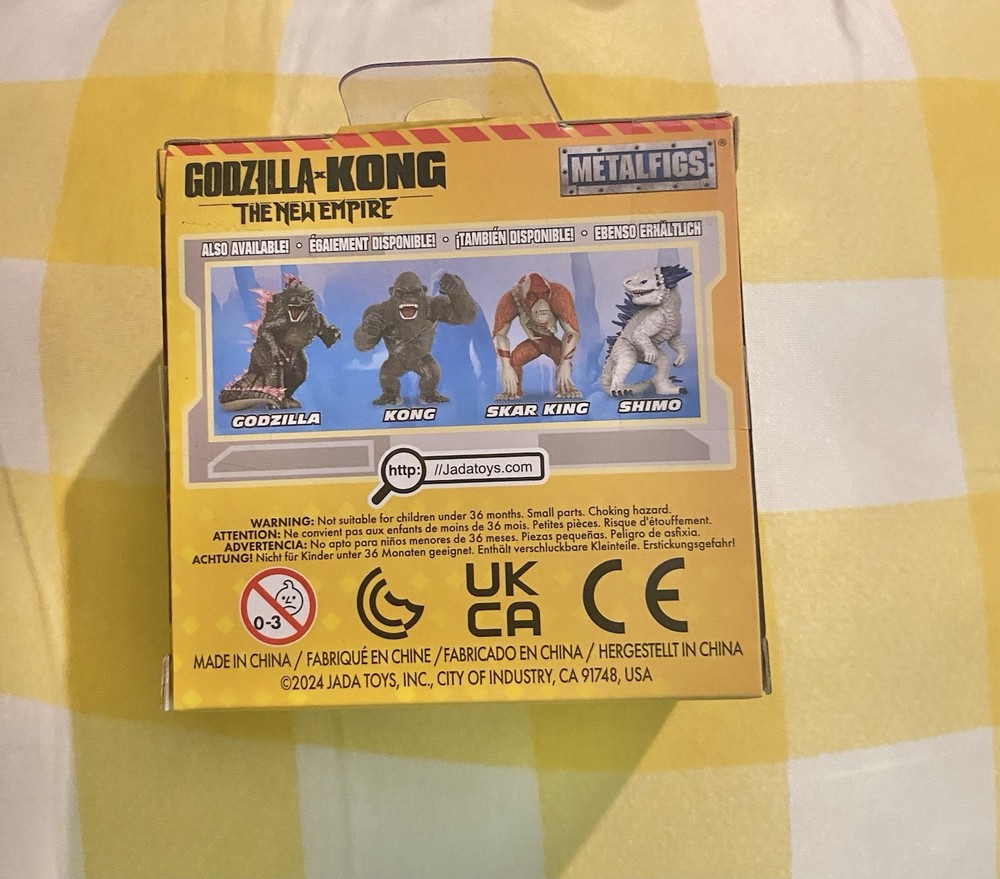 GODZILLA x KONG
THE NEW EMPIRE
METALFIGS®
ALSO AVAILABLE! • ÉGAIEMENT DISPONIBLE! • ¡TAMBIÉN DISPONIBLE! • EBENSO ERHÄLTLICH
GODZILLA
KONG
SKAR KING
SHIMO
http: //Jadatoys.com
WARNING: Not suitable for children under 36 months. Small parts. Choking hazard.
ATTENTION: Ne convient pas aux enfants de moins de 36 mois. Petites pièces. Risque d'étouffement.
ADVERTENCIA: No apto para niños menores de 36 meses. Piezas pequeñas. Peligro de asfixia.
ACHTUNG! Nicht für Kinder unter 36 Monaten geeignet. Enthält verschluckbare Kleinteile. Erstickungsgefahr!
0-3
UK
CA
CE
MADE IN CHINA / FABRIQUÉ EN CHINE / FABRICADO EN CHINA / HERGESTELLT IN CHINA
©2024 JADA TOYS, INC., CITY OF INDUSTRY, CA 91748, USA